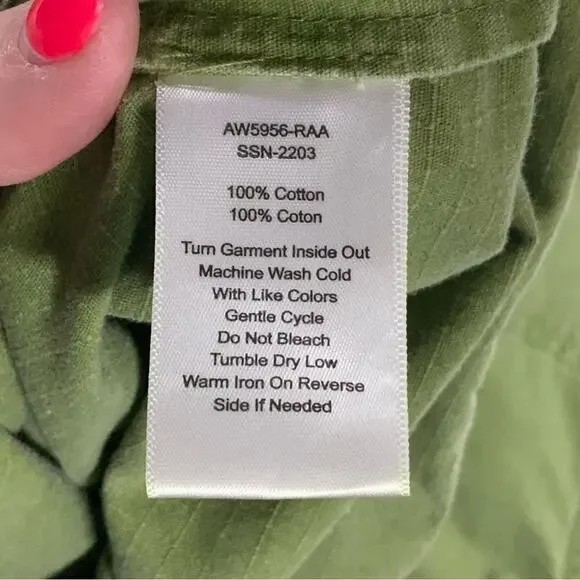 AW5956-RAA
SSN-2203
100% Cotton
100% Coton
Turn Garment Inside Out
Machine Wash Cold
With Like Colors
Gentle Cycle
Do Not Bleach
Tumble Dry Low
Warm Iron On Reverse
Side If Needed